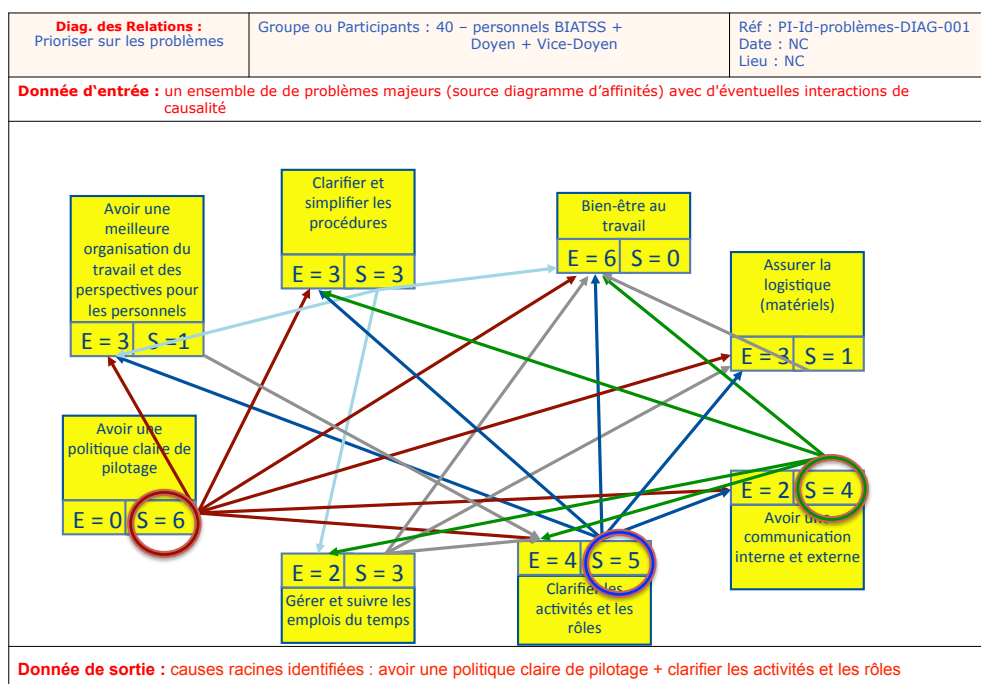 Diag. des Relations :
Prioriser sur les problèmes
Groupe ou Participants : 40 – personnels BIATSS +
Doyen + Vice-Doyen
Réf : PI-Id-problèmes-DIAG-001
Date : NC
Lieu : NC
Donnée d'entrée : un ensemble de de problèmes majeurs (source diagramme d'affinités) avec d'éventuelles interactions de
causalité
Avoir une
meilleure
organisation du
travail et des
perspectives pour
les personnels
E = 3 S =1
Clarifier et
simplifier les
procédures
E = 3 S = 3
Bien-être au
travail
E = 6 S = 0
Assurer la
logistique
(matériels)
E = 3 S = 1
Avoir une
politique claire de
pilotage
E = 0 S = 6
E = 2 S = 3
Gérer et suivre les
emplois du temps
E = 4 S = 5
Clarifier les
activités et les
rôles
E = 2 S = 4
Avoir une
communication
interne et externe
Donnée de sortie : causes racines identifiées : avoir une politique claire de pilotage + clarifier les activités et les rôles